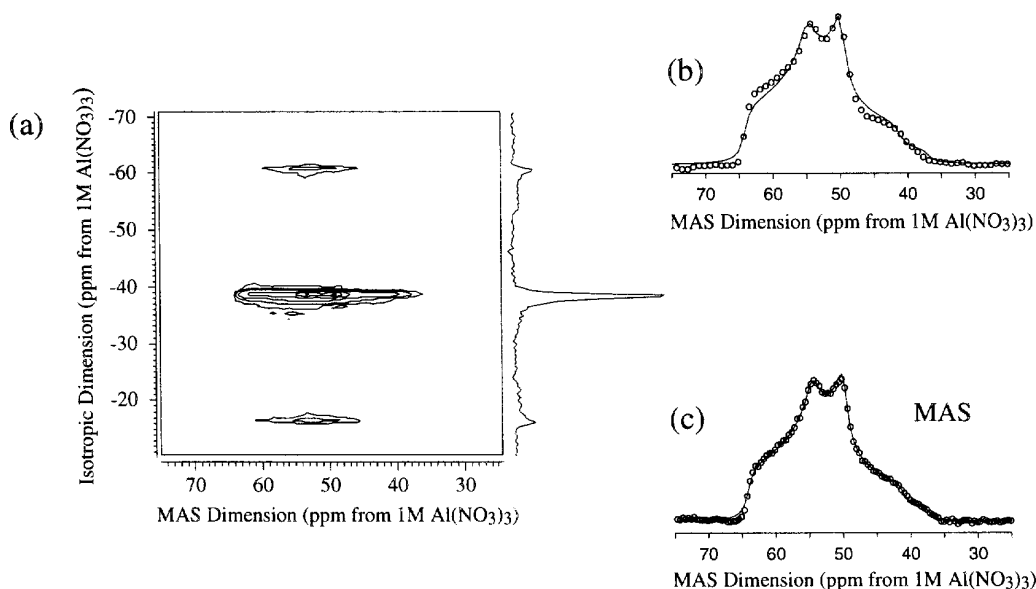 (a)
Isotropic Dimension (ppm from 1M Al(NO3)3)
-70
-60
-50
-40
-30
-20
70 60 50 40 30
MAS Dimension (ppm from 1M Al(NO3)3
(b)
70 60 50 40 30
MAS Dimension (ppm from 1M Al(NO3)3
(c)
MAS
70 60 50 40 30
MAS Dimension (ppm from 1M Al(NO3)3